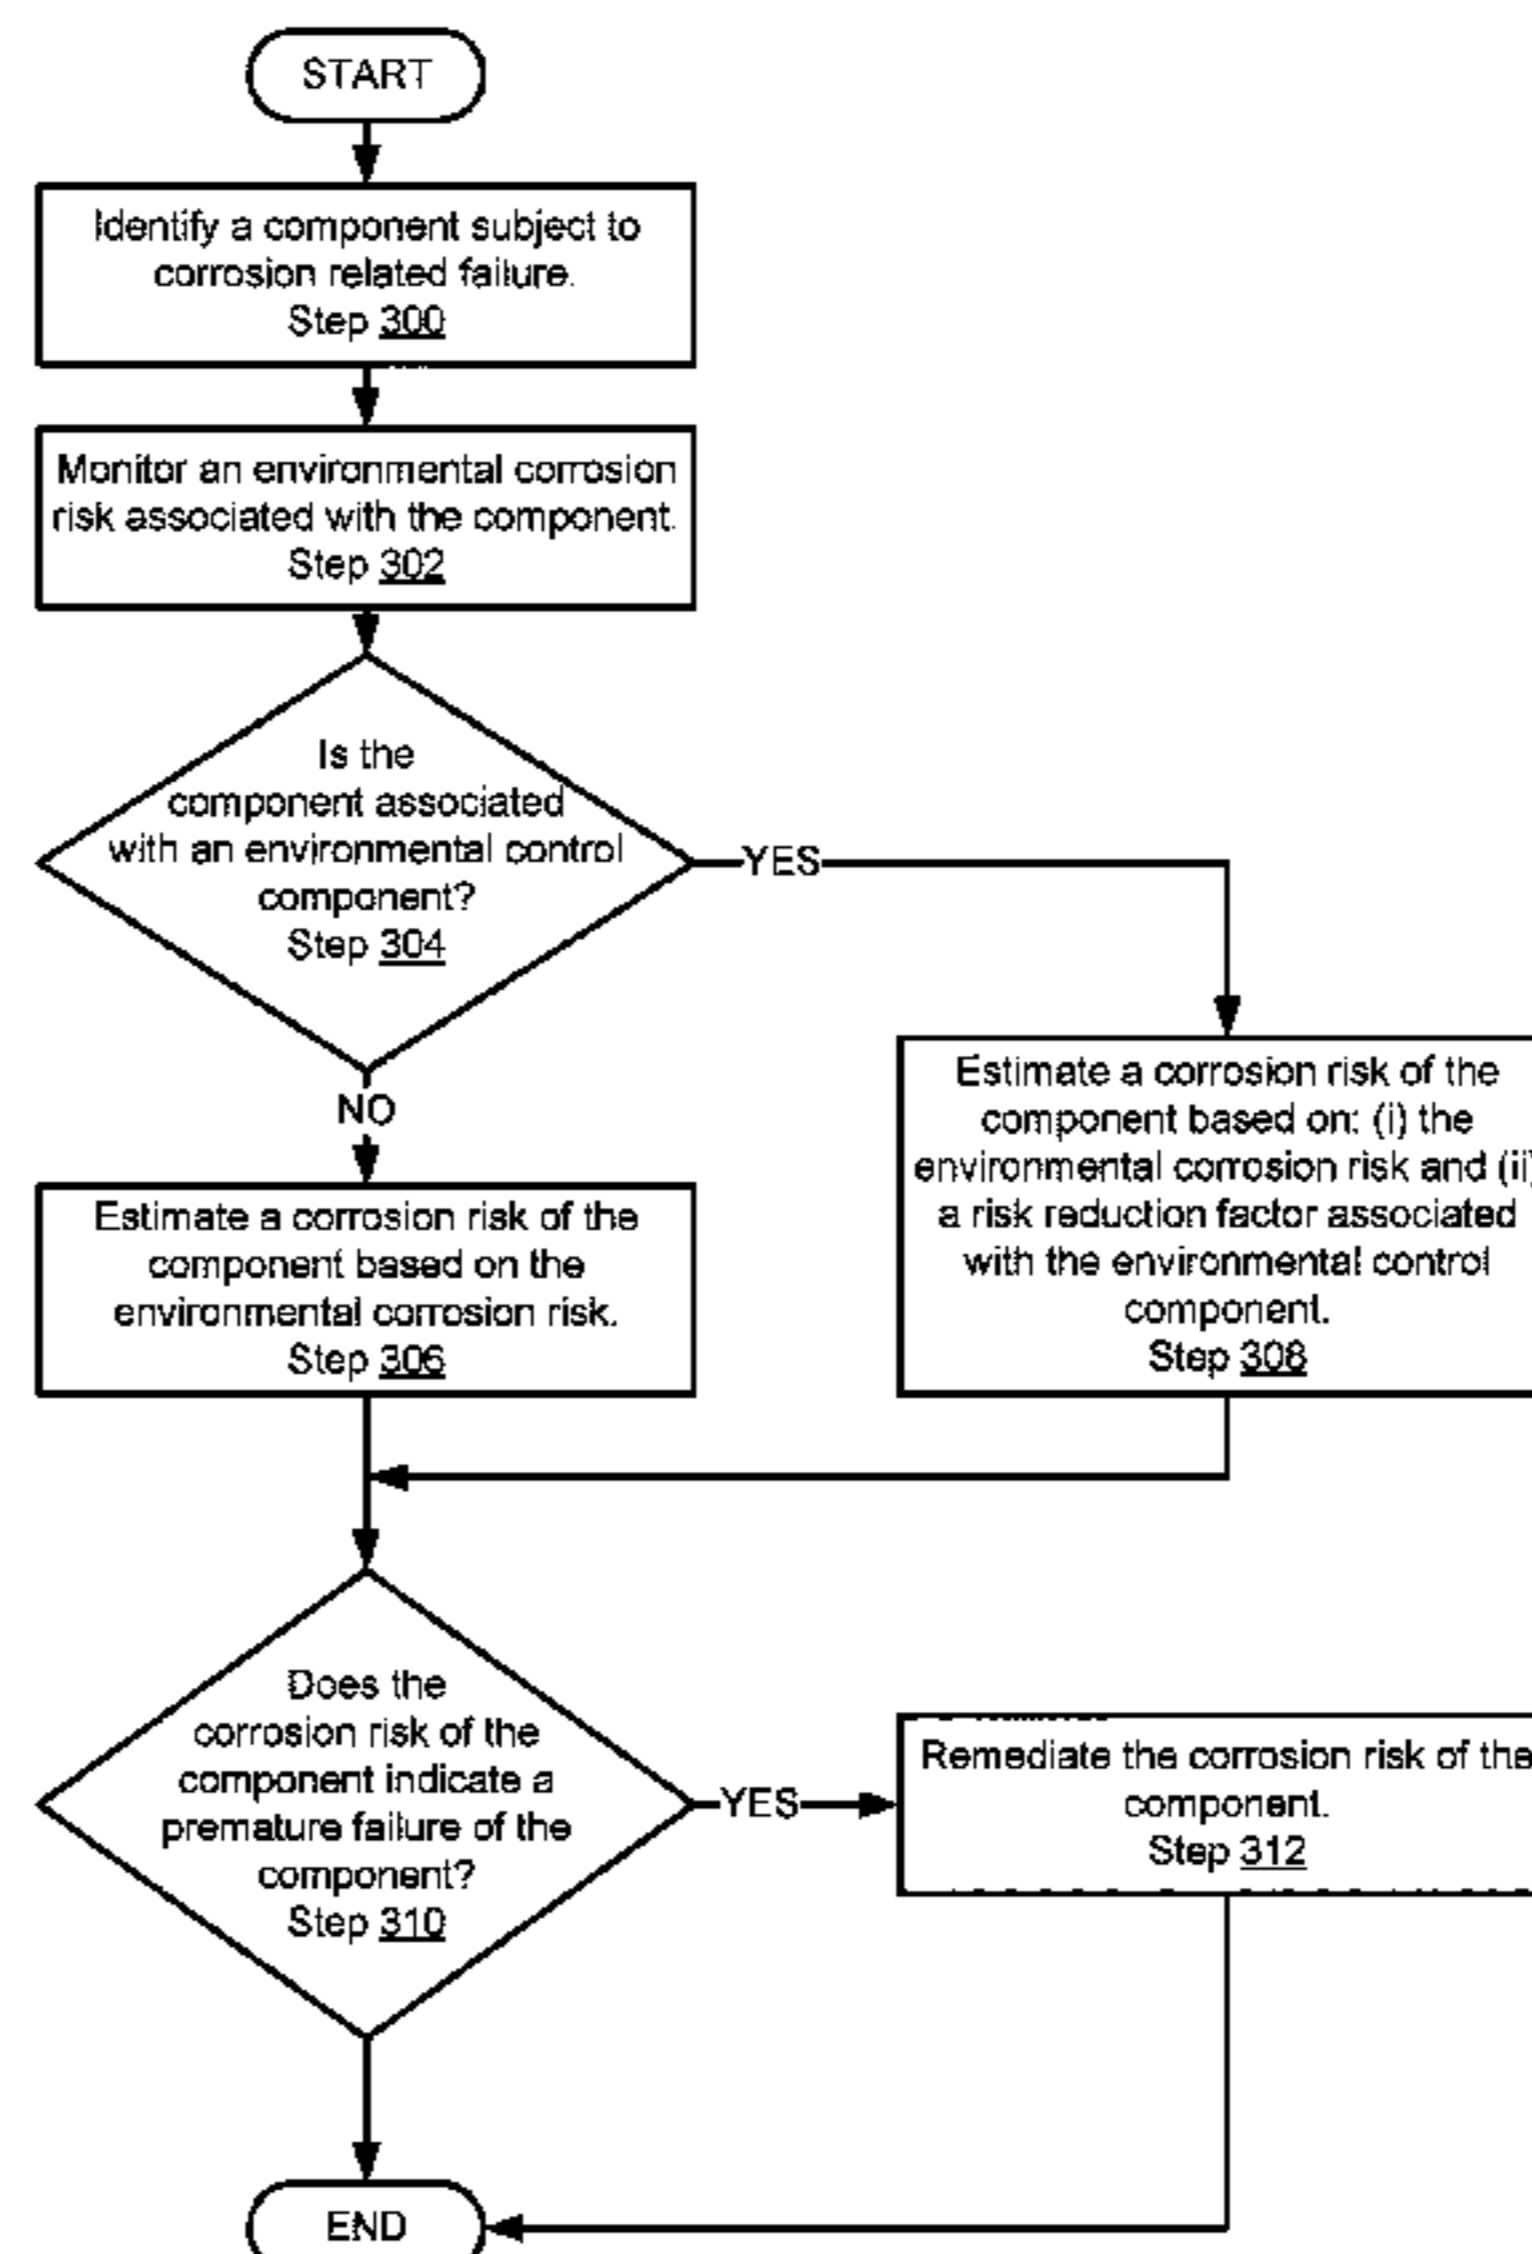 START
Identify a component subject to
corrosion related failure.
Step 300
Monitor an environmental corrosion
risk associated with the component.
Step 302
Is the
component associated
with an environmental control
component?
Step 304
YES
NO
Estimate a corrosion risk of the
component based on the
environmental corrosion risk.
Step 306
Estimate a corrosion risk of the
component based on: (i) the
environmental corrosion risk and (ii)
a risk reduction factor associated
with the environmental control
component.
Step 308
Does the
corrosion risk of the
component indicate a
premature failure of the
component?
Step 310
YES
Remediate the corrosion risk of the
component.
Step 312
END